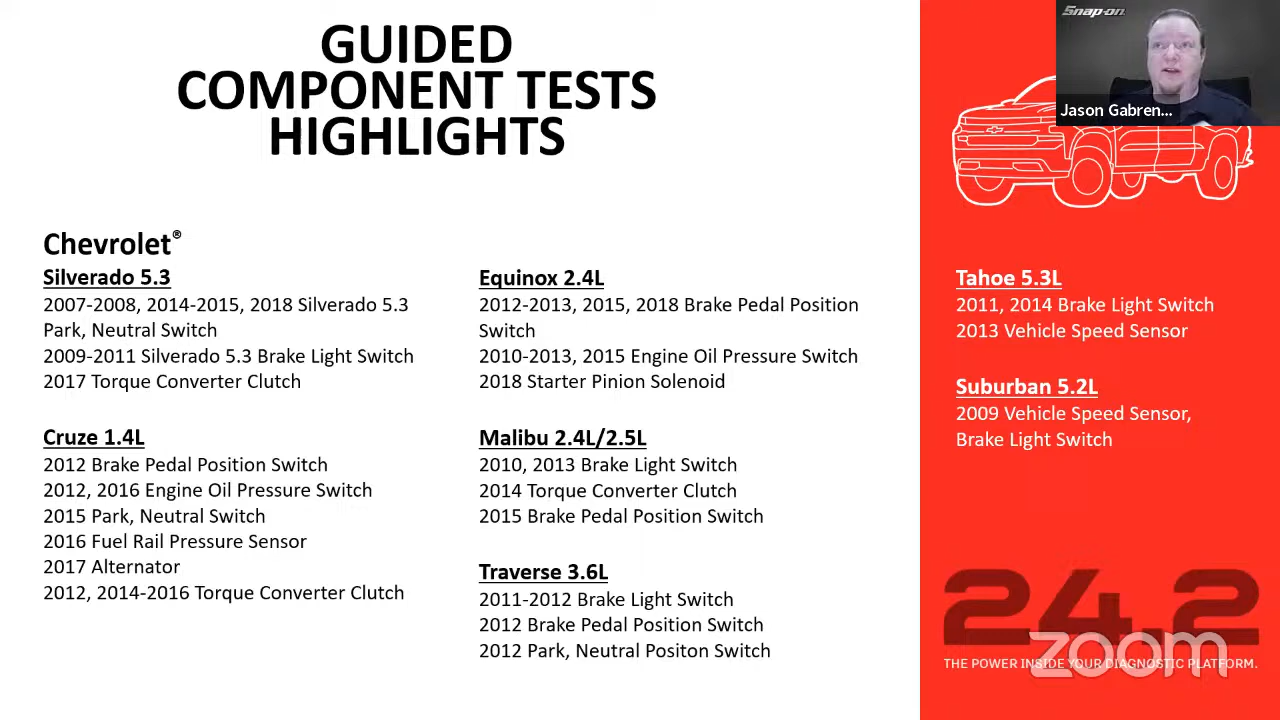 GUIDED
COMPONENT TESTS
HIGHLIGHTS
Chevrolet®
Silverado 5.3
2007-2008, 2014-2015, 2018 Silverado 5.3
Park, Neutral Switch
2009-2011 Silverado 5.3 Brake Light Switch
2017 Torque Converter Clutch
Cruze 1.4L
2012 Brake Pedal Position Switch
2012, 2016 Engine Oil Pressure Switch
2015 Park, Neutral Switch
2016 Fuel Rail Pressure Sensor
2017 Alternator
2012, 2014-2016 Torque Converter Clutch
Equinox 2.4L
2012-2013, 2015, 2018 Brake Pedal Position
Switch
2010-2013, 2015 Engine Oil Pressure Switch
2018 Starter Pinion Solenoid
Malibu 2.4L/2.5L
2010, 2013 Brake Light Switch
2014 Torque Converter Clutch
2015 Brake Pedal Position Switch
Traverse 3.6L
2011-2012 Brake Light Switch
2012 Brake Pedal Position Switch
2012 Park, Neutral Positon Switch
Snap-on
Jason Gabren...
Tahoe 5.3L
2011, 2014 Brake Light Switch
2013 Vehicle Speed Sensor
Suburban 5.2L
2009 Vehicle Speed Sensor,
Brake Light Switch
24.2
zoom
THE POWER INSIDE YOUR DIAGNOSTIC PLATFORM.